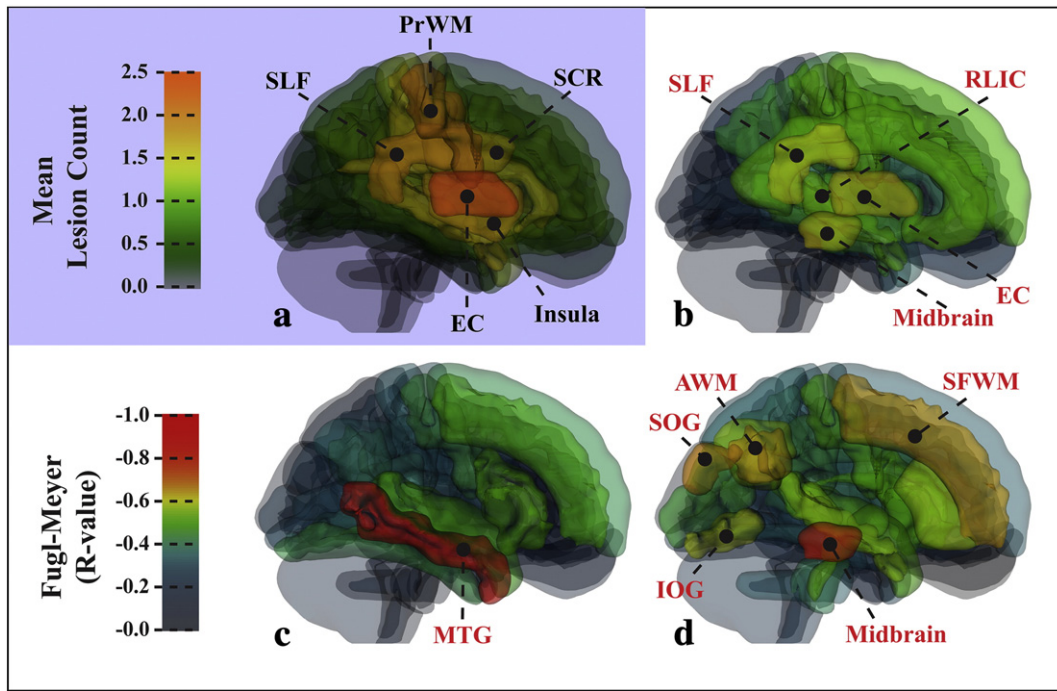 PrWM
SLF
SCR
Mean
Lesion Count
2.5
2.0
1.5
1.0
0.5
0.0
a
EC
Insula
SLF
RLIC
b
EC
Midbrain
Fugl-Meyer
(R-value)
-1.0
-0.8
-0.6
-0.4
-0.2
-0.0
c
MTG
AWM
SFWM
SOG
IOG
d
Midbrain